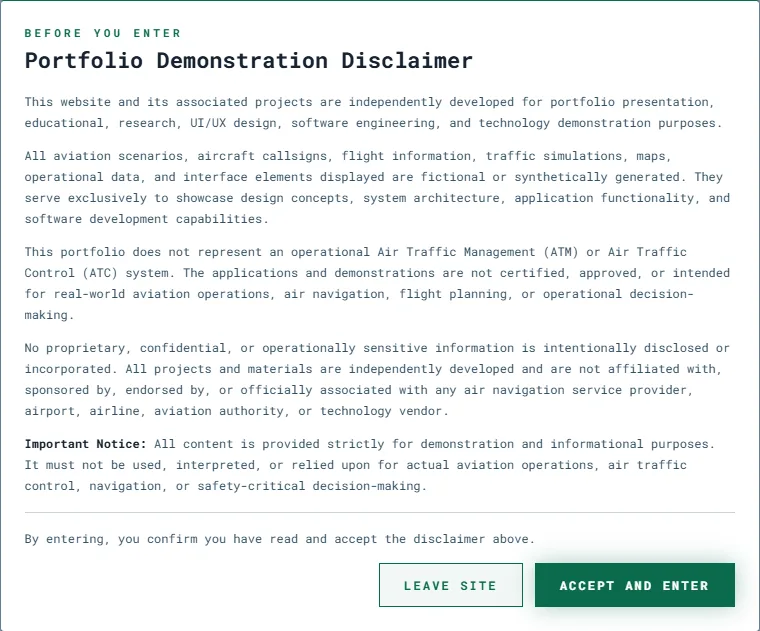 BEFORE YOU ENTER
Portfolio Demonstration Disclaimer
This website and its associated projects are independently developed for portfolio presentation,
educational, research, UI/UX design, software engineering, and technology demonstration purposes.
All aviation scenarios, aircraft callsigns, flight information, traffic simulations, maps,
operational data, and interface elements displayed are fictional or synthetically generated. They
serve exclusively to showcase design concepts, system architecture, application functionality, and
software development capabilities.
This portfolio does not represent an operational Air Traffic Management (ATM) or Air Traffic
Control (ATC) system. The applications and demonstrations are not certified, approved, or intended
for real-world aviation operations, air navigation, flight planning, or operational decision-
making.
No proprietary, confidential, or operationally sensitive information is intentionally disclosed or
incorporated. All projects and materials are independently developed and are not affiliated with,
sponsored by, endorsed by, or officially associated with any air navigation service provider,
airport, airline, aviation authority, or technology vendor.
Important Notice: All content is provided strictly for demonstration and informational purposes.
It must not be used, interpreted, or relied upon for actual aviation operations, air traffic
control, navigation, or safety-critical decision-making.
By entering, you confirm you have read and accept the disclaimer above.
LEAVE SITE
ACCEPT AND ENTER